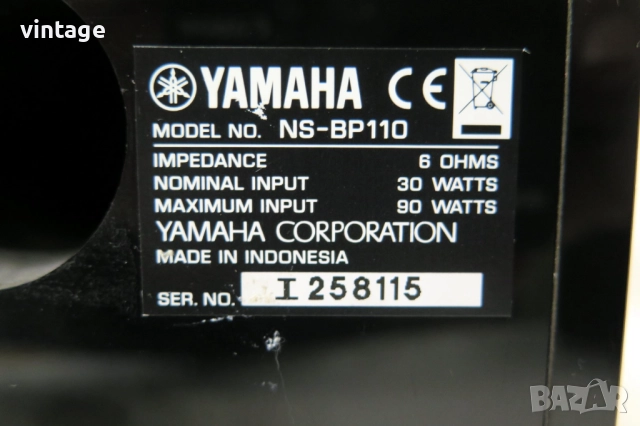 vintage
YAMAHA CE
MODEL NO. NS-BP110
IMPEDANCE 6 OHMS
NOMINAL INPUT 30 WATTS
MAXIMUM INPUT 90 WATTS
YAMAHA CORPORATION
MADE IN INDONESIA
SER. NO. I 258115
BAZAR